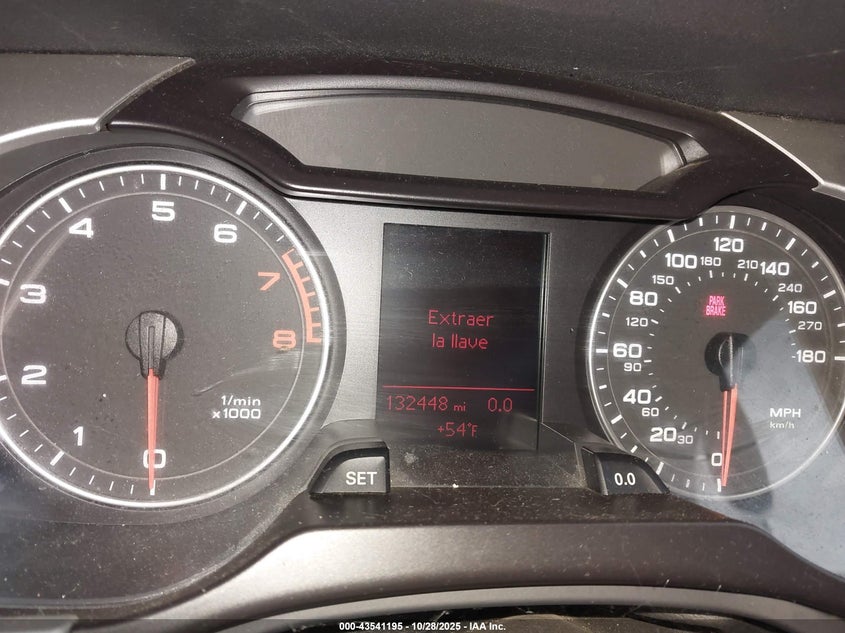 4 5 6
3 7
2 8
1 0
1/min
x1000
Extraer
la llave
132448 mi 0.0
+54°F
SET
0.0
120
100 180 210 140
80 150 240 160
120 270
60 90 180
40 60
20 30
0
PARK
BRAKE
MPH
km/h
000-43541195 - 10/28/2025 - IAA Inc.